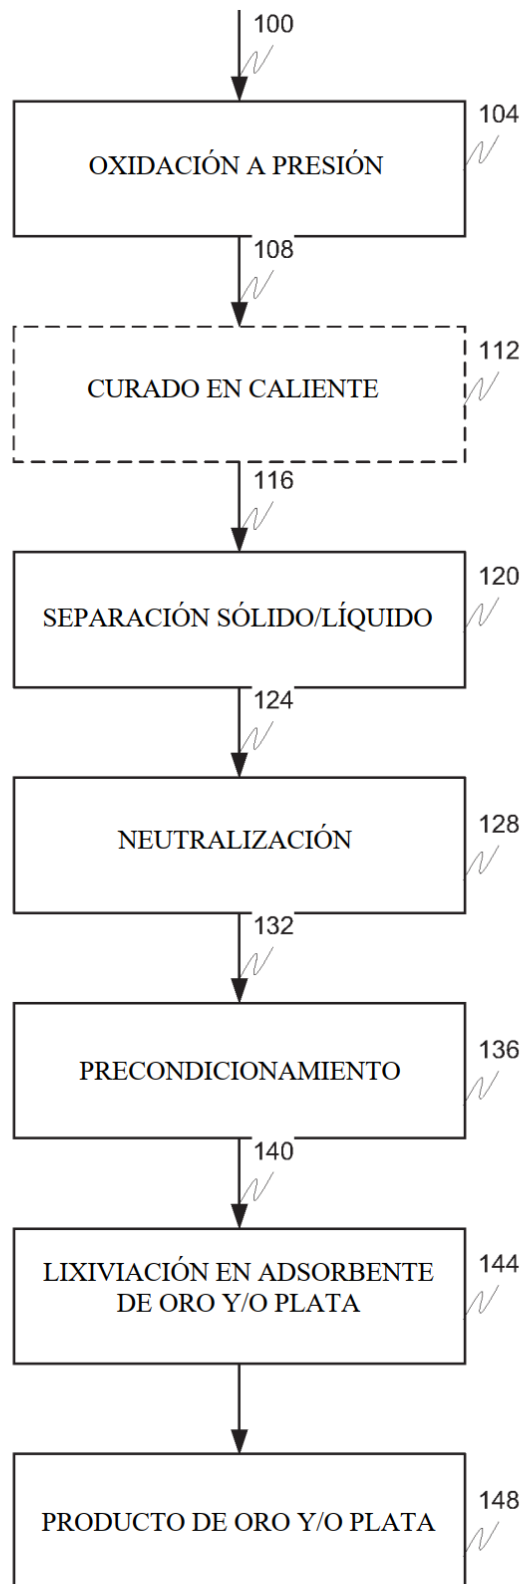 100
104
OXIDACIÓN A PRESIÓN
108
112
CURADO EN CALIENTE
116
120
SEPARACIÓN SÓLIDO/LÍQUIDO
124
128
NEUTRALIZACIÓN
132
136
PRECONDICIONAMIENTO
140
144
LIXIVIACIÓN EN ADSORBENTE
DE ORO Y/O PLATA
148
PRODUCTO DE ORO Y/O PLATA